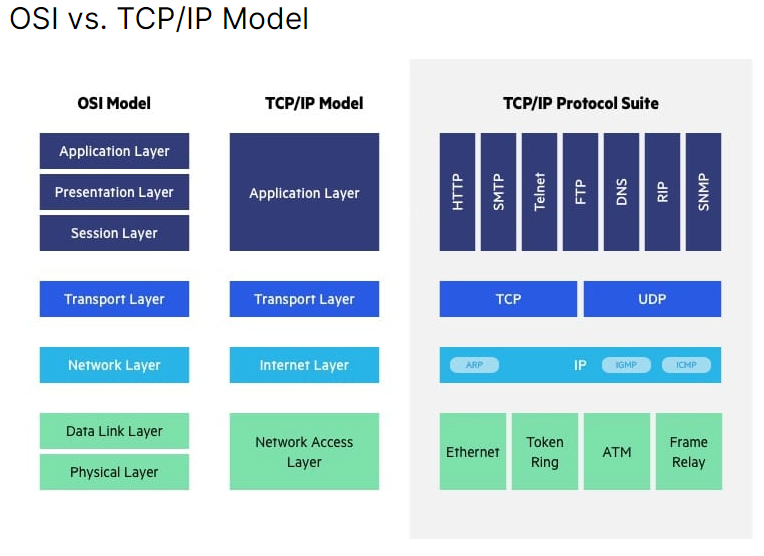 OSI vs. TCP/IP Model
OSI Model
Application Layer
Presentation Layer
Session Layer
Transport Layer
Network Layer
Data Link Layer
Physical Layer
TCP/IP Model
Application Layer
Transport Layer
Internet Layer
Network Access
Layer
TCP/IP Protocol Suite
HTTP
SMTP
Telnet
FTP
DNS
RIP
SNMP
TCP
UDP
ARP
IP
IGMP
ICMP
Ethernet
Token
Ring
ATM
Frame
Relay